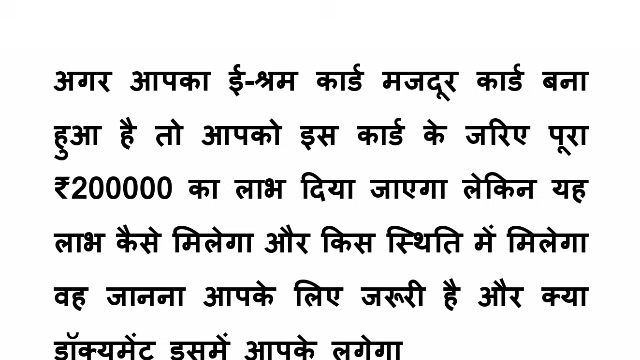 अगर आपका ई-श्रम कार्ड मजदूर कार्ड बना
हुआ है तो आपको इस कार्ड के जरिए पूरा
₹200000 का लाभ दिया जाएगा लेकिन यह
लाभ कैसे मिलेगा और किस स्थिति में मिलेगा
वह जानना आपके लिए जरूरी है और क्या
डॉक्यूमेंट इसमें आपके लगेगा